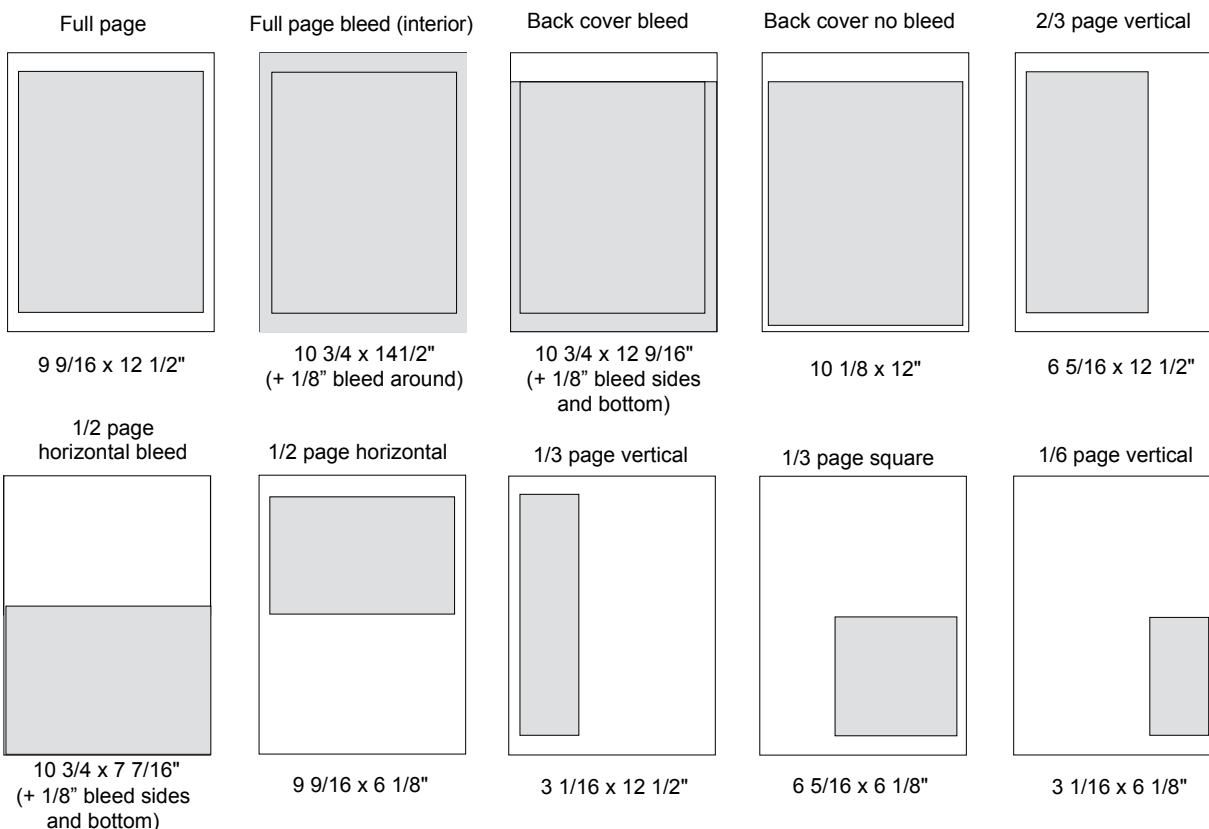 Full page
9 9/16 x 12 1/2"
Full page bleed (interior)
10 3/4 x 141/2"
(+ 1/8” bleed around)
Back cover bleed
10 3/4 x 12 9/16"
(+ 1/8” bleed sides
and bottom)
Back cover no bleed
10 1/8 x 12"
2/3 page vertical
6 5/16 x 12 1/2"
1/2 page
horizontal bleed
10 3/4 x 7 7/16"
(+ 1/8” bleed sides
and bottom)
1/2 page horizontal
9 9/16 x 6 1/8"
1/3 page vertical
3 1/16 x 12 1/2"
1/3 page square
6 5/16 x 6 1/8"
1/6 page vertical
3 1/16 x 6 1/8"